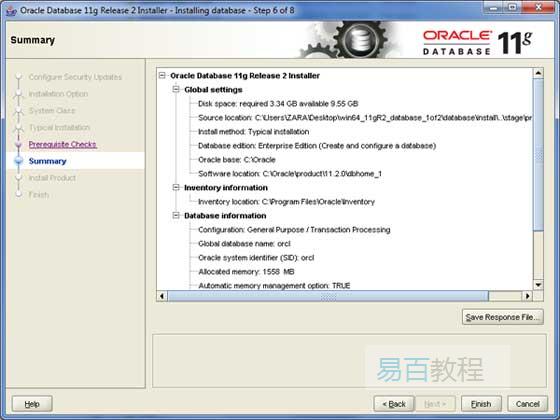 Oracle Database 11g Release 2 Installer - Installing database - Step 6 of 8
Summary
ORACLE
DATABASE 11g
Configure Security Updates
Installation Option
System Class
Typical Installation
Prerequisite Checks
Summary
Install Product
Finish
Oracle Database 11g Release 2 Installer
Global settings
Disk space: required 3.34 GB available 9.55 GB
Source location: C:\Users\ZARA\Desktop\win64_11gR2_database_1of2\database\install\..\stage\pr
Install method: Typical installation
Database edition: Enterprise Edition (Create and configure a database)
Oracle base: C:\Oracle
Software location: C:\Oracle\product\11.2.0\dbhome_1
Inventory information
Inventory location: C:\Program Files\Oracle\Inventory
Database information
Configuration: General Purpose / Transaction Processing
Global database name: orcl
Oracle system identifier (SID): orcl
Allocated memory: 1558 MB
Automatic memory management option: TRUE
Save Response File...
易百教程
Help
< Back
Next >
Finish
Cancel